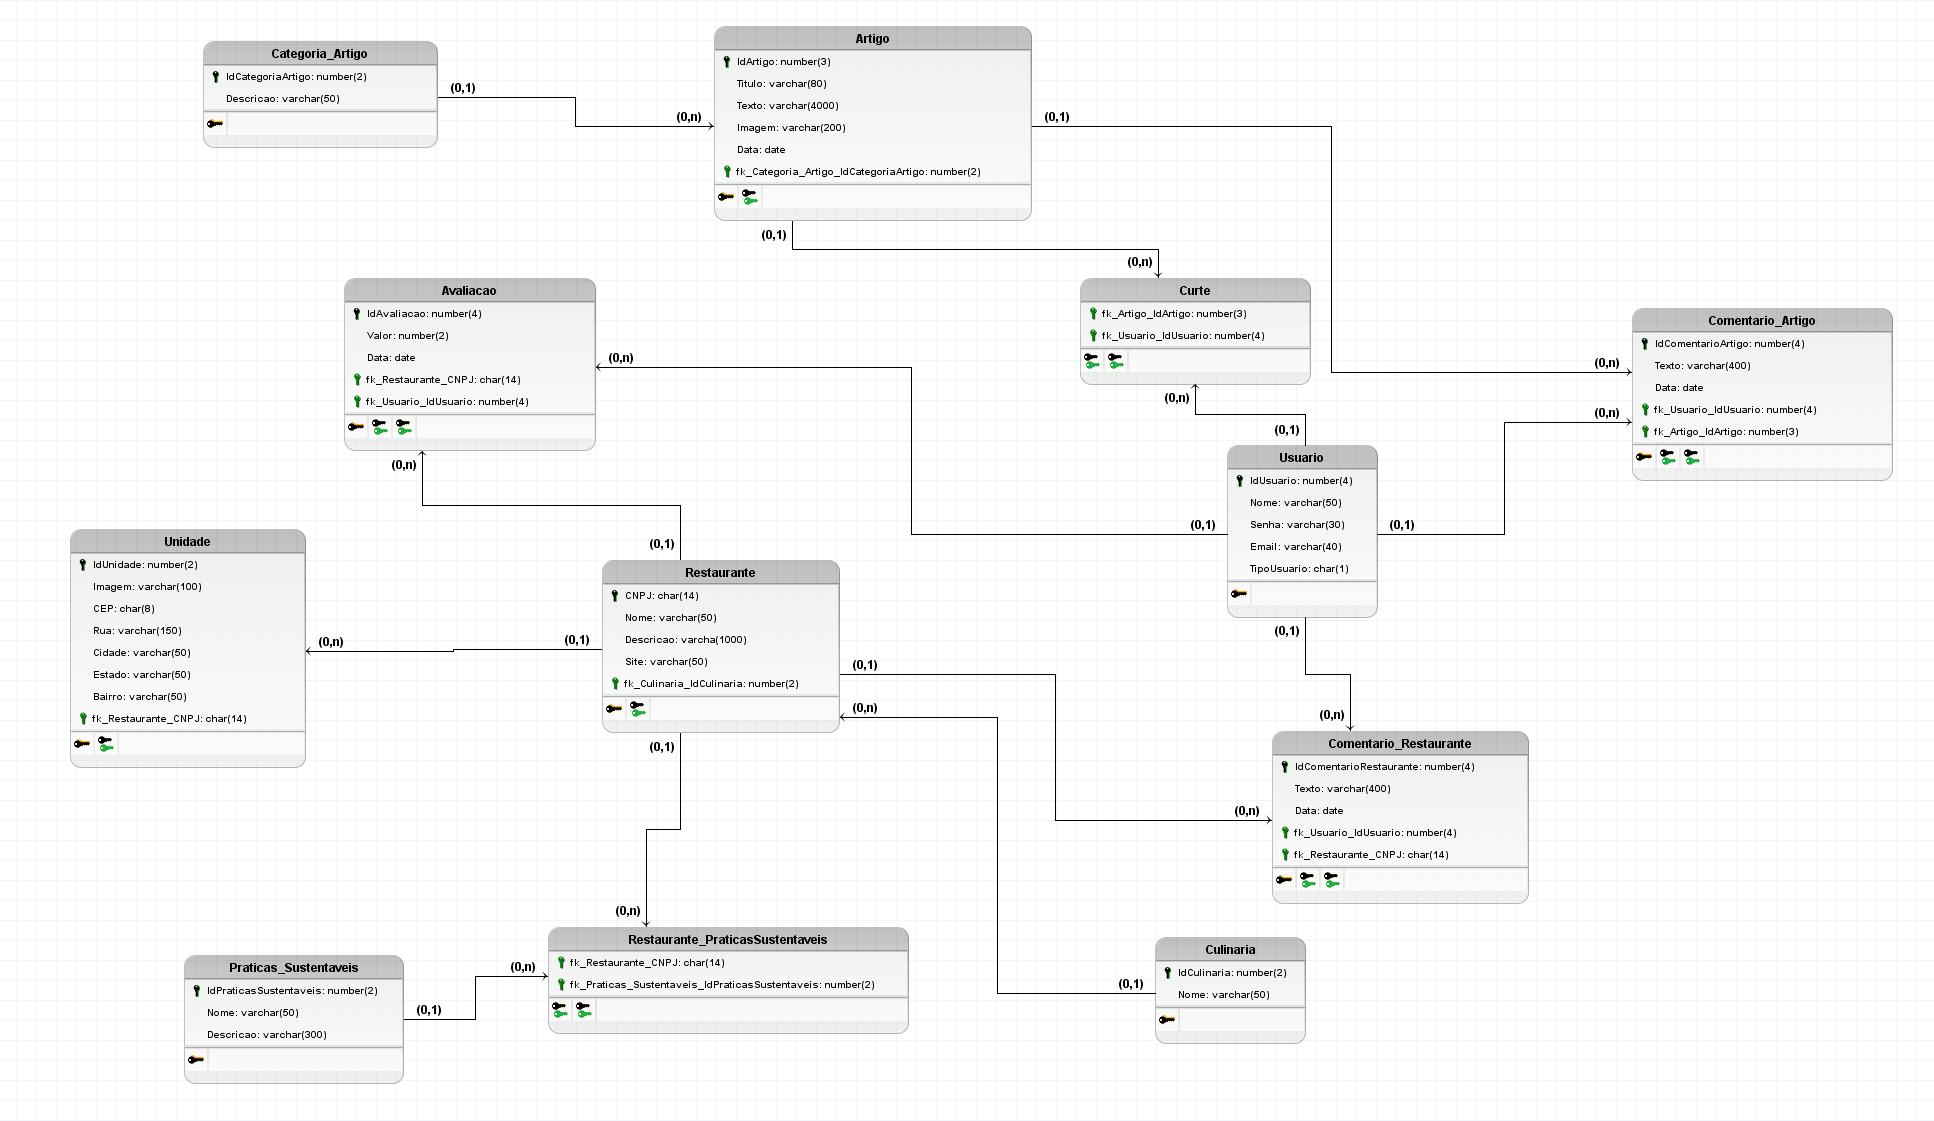 Categoria_Artigo
IdCategoriaArtigo: number(2)
Descricao: varchar(50)
(0,1)
(0,n)
Artigo
IdArtigo: number(3)
Titulo: varchar(80)
Texto: varchar(4000)
Imagem: varchar(200)
Data: date
fk_Categoria_Artigo_IdCategoriaArtigo: number(2)
(0,1)
(0,1)
(0,n)
Avaliacao
IdAvaliacao: number(4)
Valor: number(2)
Data: date
fk_Restaurante_CNPJ: char(14)
fk_Usuario_IdUsuario: number(4)
(0,n)
(0,n)
Curte
fk_Artigo_IdArtigo: number(3)
fk_Usuario_IdUsuario: number(4)
(0,n)
(0,1)
Comentario_Artigo
IdComentarioArtigo: number(4)
Texto: varchar(400)
Data: date
fk_Usuario_IdUsuario: number(4)
fk_Artigo_IdArtigo: number(3)
(0,n)
(0,n)
Usuario
IdUsuario: number(4)
Nome: varchar(50)
Senha: varchar(30)
Email: varchar(40)
TipoUsuario: char(1)
(0,1)
(0,1)
(0,1)
Unidade
IdUnidade: number(2)
Imagem: varchar(100)
CEP: char(8)
Rua: varchar(150)
Cidade: varchar(50)
Estado: varchar(50)
Bairro: varchar(50)
fk_Restaurante_CNPJ: char(14)
(0,n)
(0,1)
(0,1)
Restaurante
CNPJ: char(14)
Nome: varchar(50)
Descricao: varcha(1000)
Site: varchar(50)
fk_Culinaria_IdCulinaria: number(2)
(0,1)
(0,n)
(0,1)
(0,n)
Comentario_Restaurante
IdComentarioRestaurante: number(4)
Texto: varchar(400)
Data: date
fk_Usuario_IdUsuario: number(4)
fk_Restaurante_CNPJ: char(14)
(0,n)
(0,n)
Restaurante_PraticasSustentaveis
fk_Restaurante_CNPJ: char(14)
fk_Praticas_Sustentaveis_IdPraticasSustentaveis: number(2)
(0,n)
(0,1)
Praticas_Sustentaveis
IdPraticasSustentaveis: number(2)
Nome: varchar(50)
Descricao: varchar(300)
Culinaria
IdCulinaria: number(2)
Nome: varchar(50)
(0,1)